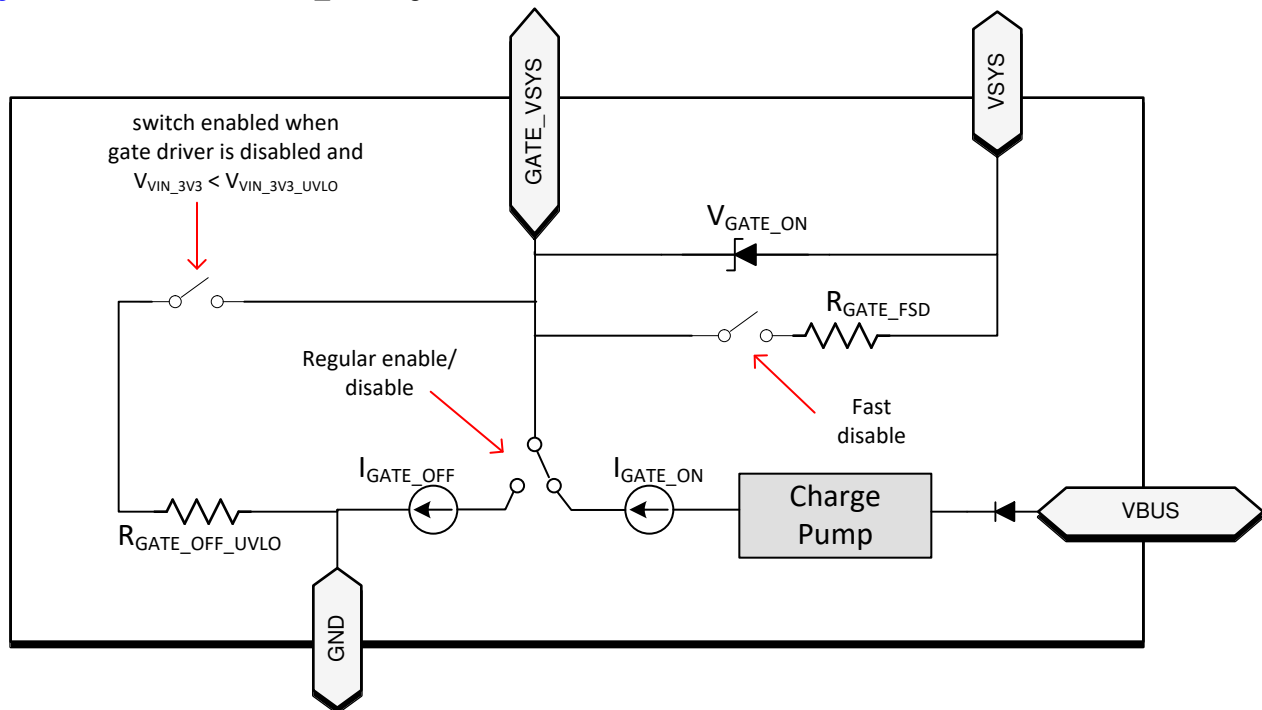 GATE_VSYS
VSYS
switch enabled when
gate driver is disabled and
VVIN_3V3 < VVIN_3V3_UVLO
VGATE_ON
RGATE_FSD
Regular enable/
disable
Fast
disable
IGATE_OFF
IGATE_ON
Charge
Pump
VBUS
RGATE_OFF_UVLO
GND